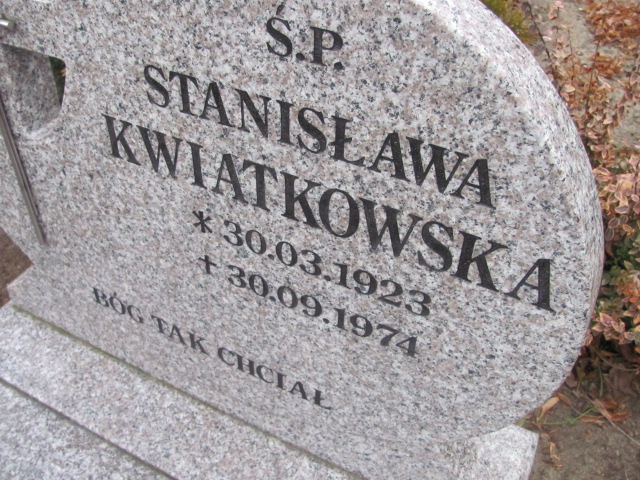 Ś.P.
STANISŁAWA
KWIATKOWSKA
* 30.03.1923
+ 30.09.1974
BÓG TAK CHCIAŁ